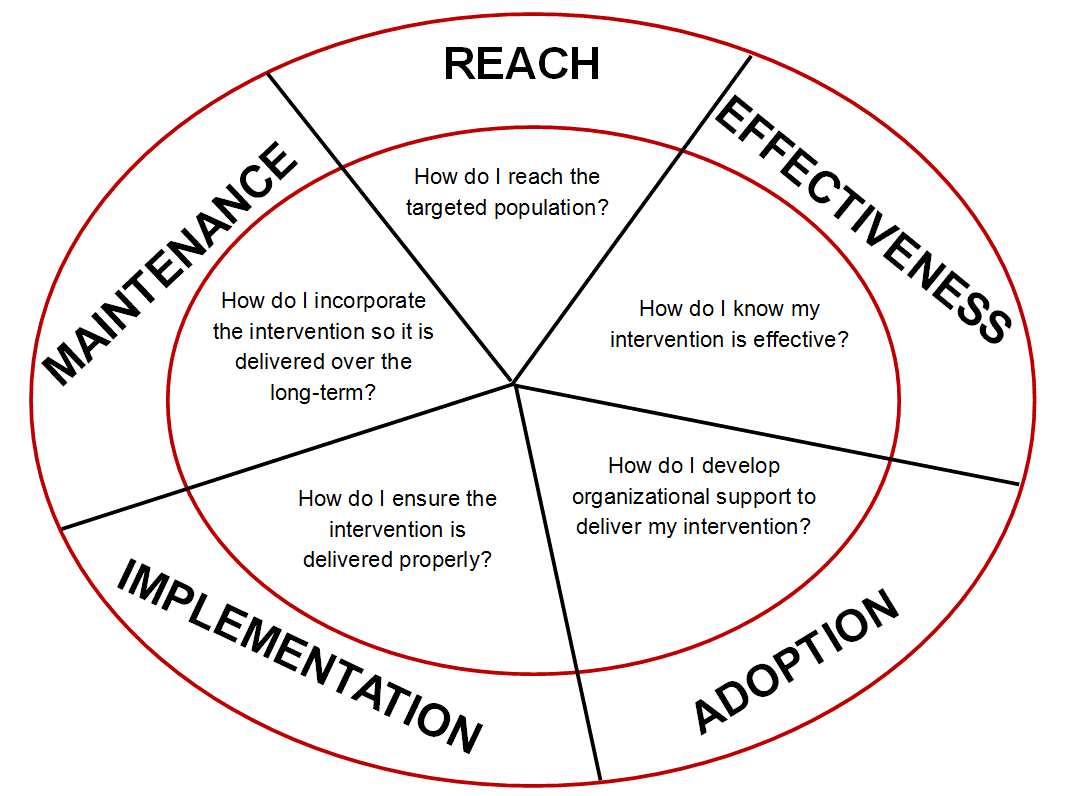 REACH
How do I reach the
targeted population?
EFFECTIVENESS
How do I know my
intervention is effective?
ADOPTION
How do I develop
organizational support to
deliver my intervention?
IMPLEMENTATION
How do I ensure the
intervention is
delivered properly?
MAINTENANCE
How do I incorporate
the intervention so it is
delivered over the
long-term?